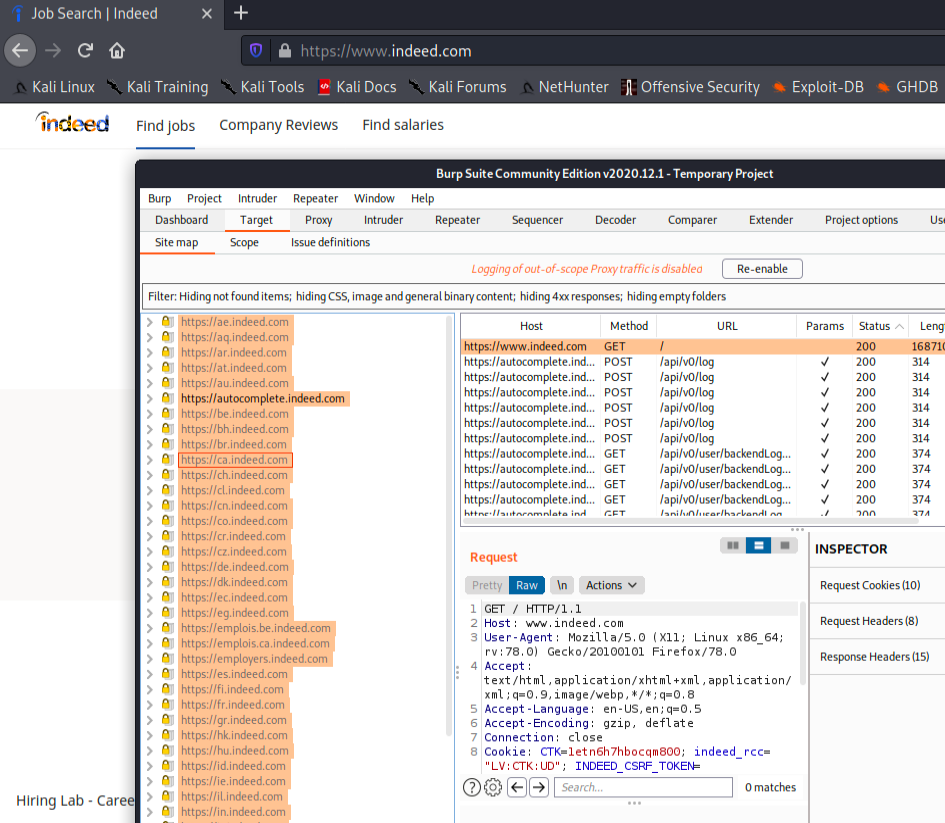 Job Search | Indeed
https://www.indeed.com
Kali Linux Kali Training Kali Tools Kali Docs Kali Forums NetHunter Offensive Security Exploit-DB GHDB
indeed Find jobs Company Reviews Find salaries
Burp Suite Community Edition v2020.12.1 - Temporary Project
Burp Project Intruder Repeater Window Help
Dashboard Target Proxy Intruder Repeater Sequencer Decoder Comparer Extender Project options
Site map Scope Issue definitions
Logging of out-of-scope Proxy traffic is disabled Re-enable
Filter: Hiding not found items; hiding CSS, image and general binary content; hiding 4xx responses; hiding empty folders
https://ae.indeed.com
https://aq.indeed.com
https://ar.indeed.com
https://at.indeed.com
https://au.indeed.com
https://autocomplete.indeed.com
https://be.indeed.com
https://bh.indeed.com
https://br.indeed.com
https://ca.indeed.com
https://ch.indeed.com
https://cl.indeed.com
https://cn.indeed.com
https://co.indeed.com
https://cr.indeed.com
https://cz.indeed.com
https://de.indeed.com
https://dk.indeed.com
https://ec.indeed.com
https://eg.indeed.com
https://emplois.be.indeed.com
https://emplois.ca.indeed.com
https://employers.indeed.com
https://es.indeed.com
https://fi.indeed.com
https://fr.indeed.com
https://gr.indeed.com
https://hk.indeed.com
https://hu.indeed.com
https://id.indeed.com
https://ie.indeed.com
https://il.indeed.com
https://in.indeed.com
Host Method URL Params Status Leng
https://www.indeed.com GET / 200 168710
https://autocomplete.ind... POST /api/v0/log ✓ 200 314
https://autocomplete.ind... POST /api/v0/log ✓ 200 314
https://autocomplete.ind... POST /api/v0/log ✓ 200 314
https://autocomplete.ind... POST /api/v0/log ✓ 200 314
https://autocomplete.ind... POST /api/v0/log ✓ 200 314
https://autocomplete.ind... POST /api/v0/log ✓ 200 314
https://autocomplete.ind... GET /api/v0/user/backendLog... ✓ 200 374
https://autocomplete.ind... GET /api/v0/user/backendLog... ✓ 200 374
https://autocomplete.ind... GET /api/v0/user/backendLog... ✓ 200 374
https://autocomplete.ind... GET /api/v0/user/backendLog... ✓ 200 374
https://autocomplete.ind... GET /api/v0/user/backendLog... ✓ 200 374
Request
Pretty Raw \n Actions
1 GET / HTTP/1.1
2 Host: www.indeed.com
3 User-Agent: Mozilla/5.0 (X11; Linux x86_64;
rv:78.0) Gecko/20100101 Firefox/78.0
4 Accept:
text/html,application/xhtml+xml,application/
xml;q=0.9,image/webp,*/*;q=0.8
5 Accept-Language: en-US,en;q=0.5
6 Accept-Encoding: gzip, deflate
7 Connection: close
8 Cookie: CTK=1etn6h7hbocqm800; indeed_rcc=
"LV:CTK:UD"; INDEED_CSRF_TOKEN=
Search... 0 matches
INSPECTOR
Request Cookies (10)
Request Headers (8)
Response Headers (15)
Hiring Lab - Caree